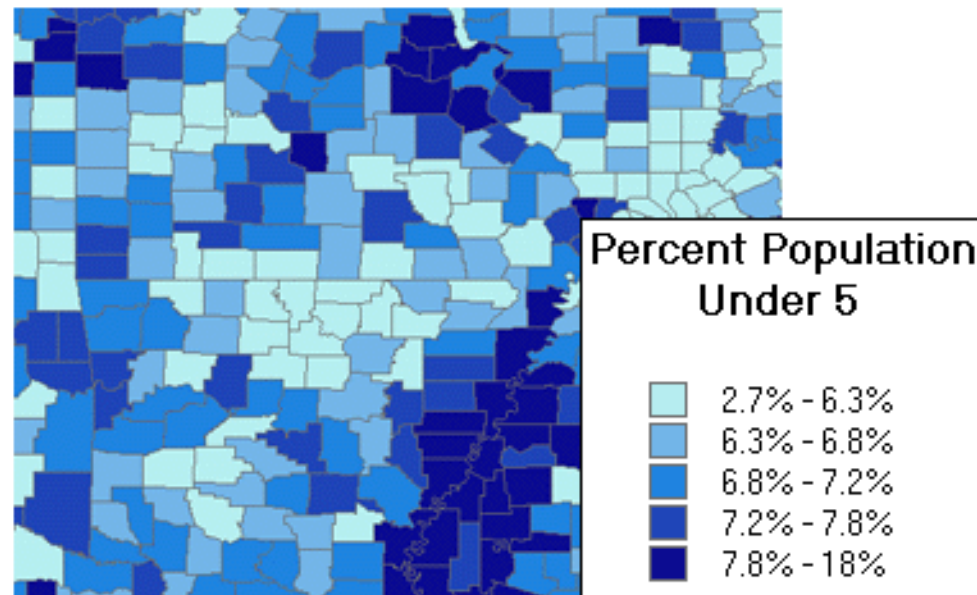 Percent Population
Under 5
2.7% - 6.3%
6.3% - 6.8%
6.8% - 7.2%
7.2% - 7.8%
7.8% - 18%